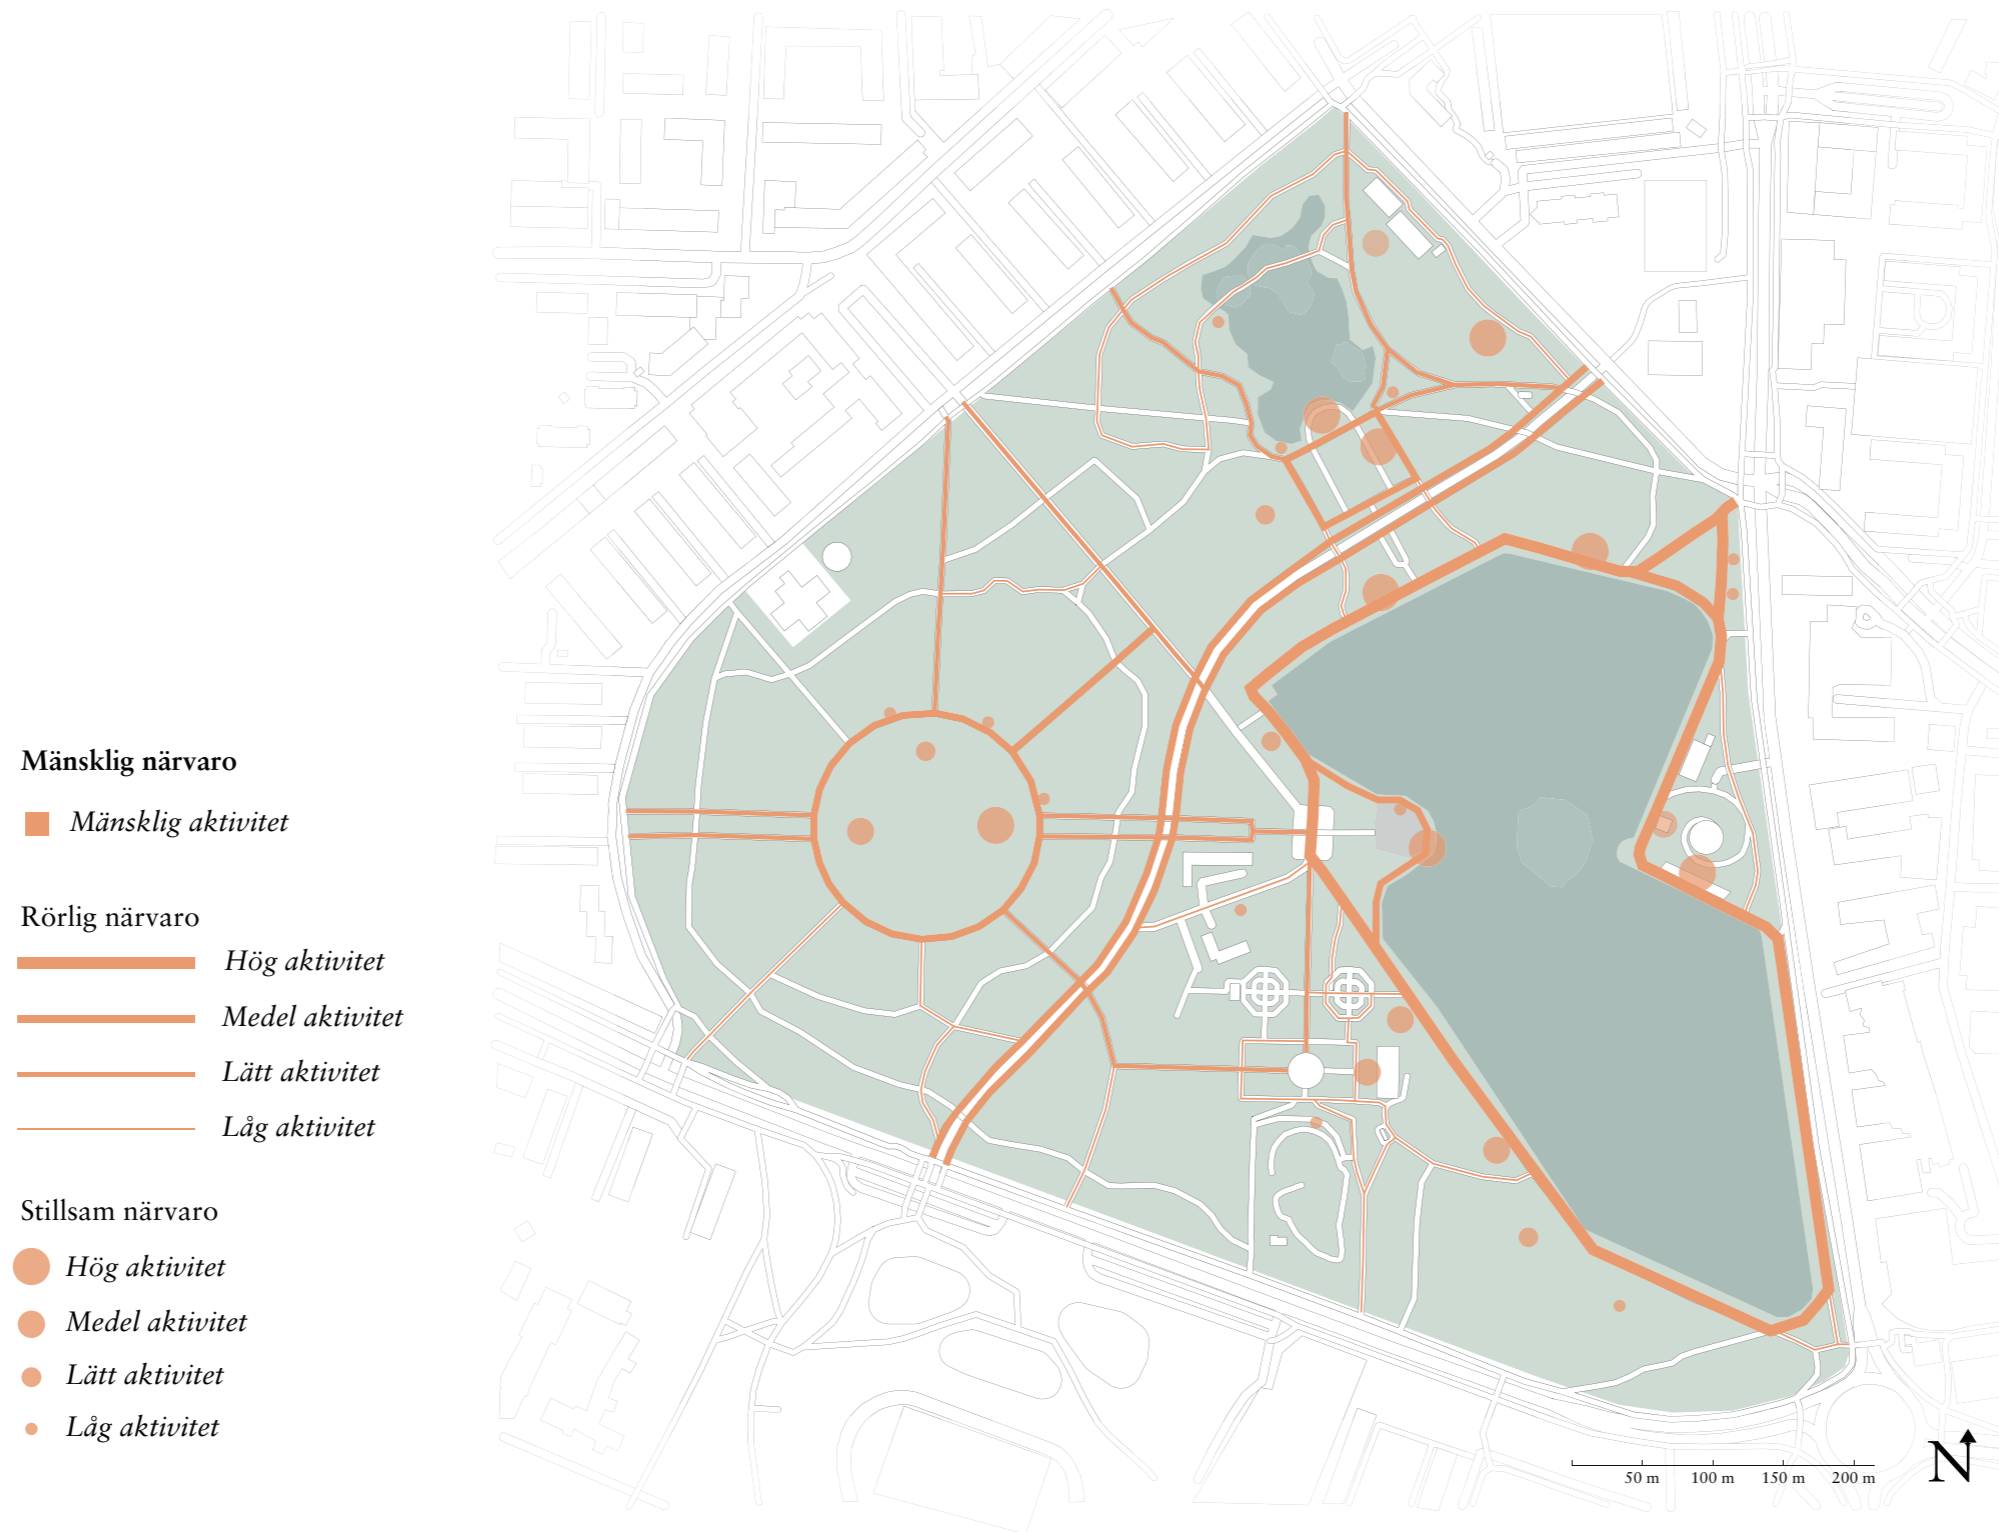 Mänsklig närvaro
Mänsklig aktivitet
Rörlig närvaro
Hög aktivitet
Medel aktivitet
Lätt aktivitet
Låg aktivitet
Stillsam närvaro
Hög aktivitet
Medel aktivitet
Lätt aktivitet
Låg aktivitet
50 m 100 m 150 m 200 m
N